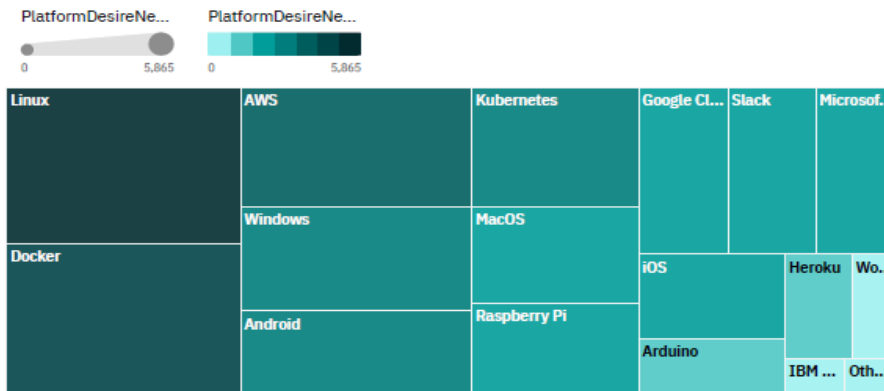 PlatformDesireNe... PlatformDesireNe...
0 5,865 0 5,865
Linux AWS Kubernetes Google Cl... Slack Microsof...
Windows MacOS
Docker iOS Heroku Wo...
Android Raspberry Pi
Arduino
IBM ... Oth...